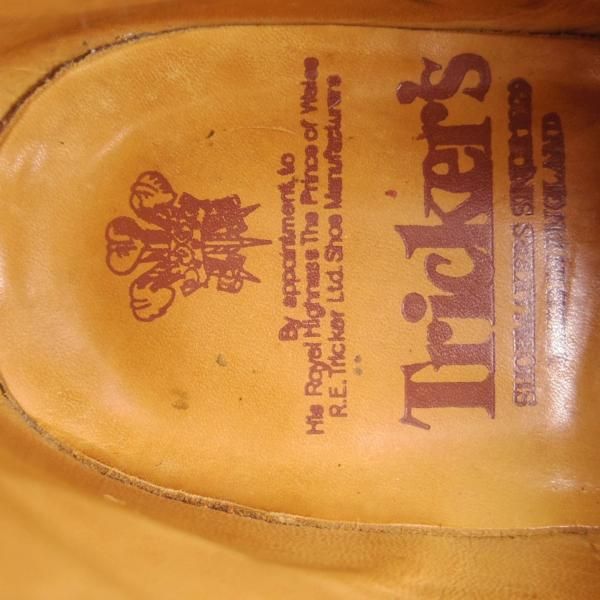 By appointment, to
His Royal Highness The Prince of Wales
R.E. Tricker Ltd. Shoe Manufacturers
Tricker's
SHOEMAKERS SINCE 1829
ENGLAND